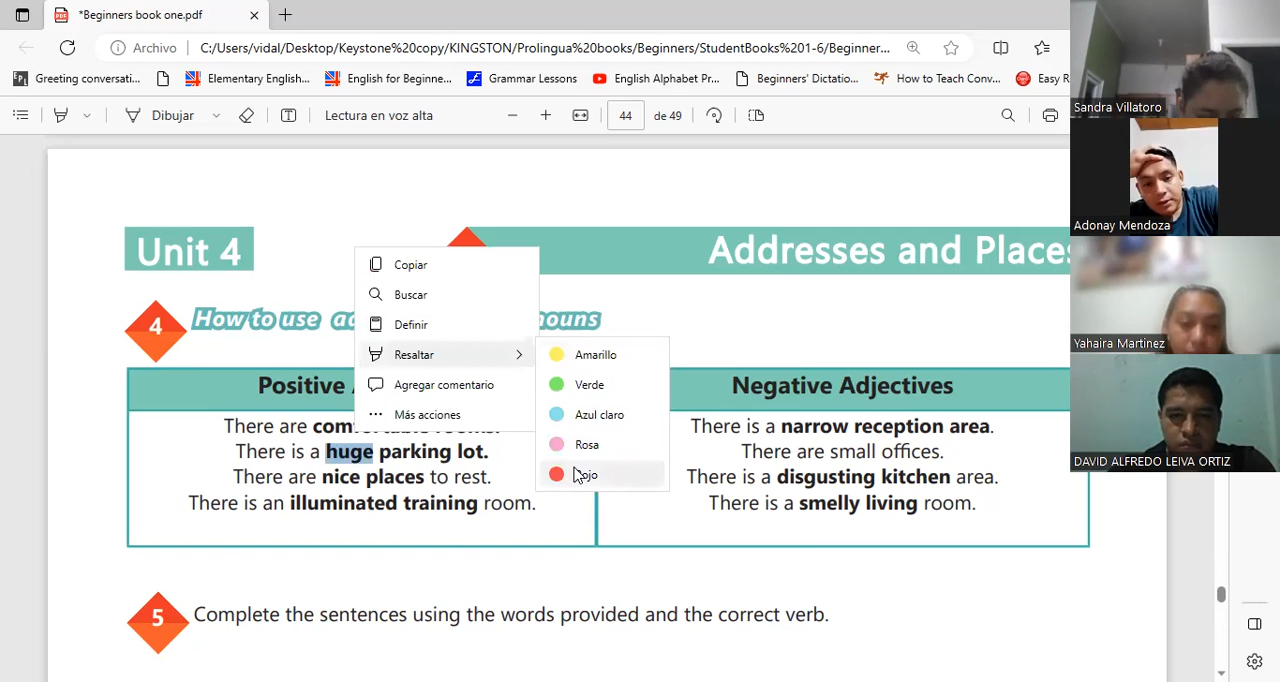 *Beginners book one.pdf
Archivo C:/Users/vidal/Desktop/Keystone%20copy/KINGSTON/Prolingua%20books/Beginners/StudentBooks%201-6/Beginner...
Greeting conversati... Elementary English... English for Beginne... Grammar Lessons English Alphabet Pr... Beginners' Dictatio... How to Teach Conv... Easy R
Dibujar Lectura en voz alta 44 de 49
Sandra Villatoro
Adonay Mendoza
Yahaira Martinez
DAVID ALFREDO LEIVA ORTIZ
Unit 4 Addresses and Places
4 How to use nouns
Copiar
Buscar
Definir
Resaltar
Agregar comentario
Más acciones
Amarillo
Verde
Azul claro
Rosa
Positive
There are
There is a huge parking lot.
There are nice places to rest.
There is an illuminated training room.
Negative Adjectives
There is a narrow reception area.
There are small offices.
There is a disgusting kitchen area.
There is a smelly living room.
5 Complete the sentences using the words provided and the correct verb.